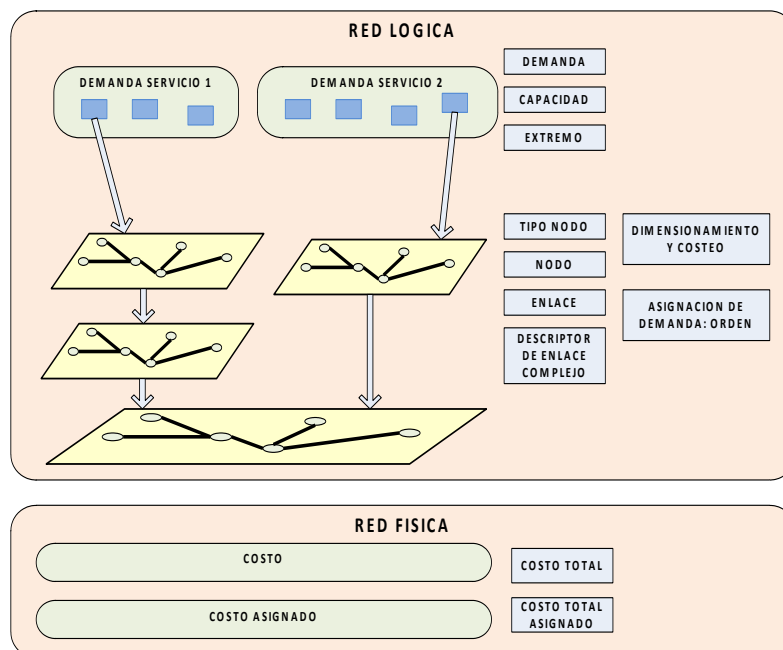 RED LOGICA
DEMANDA SERVICIO 1
DEMANDA SERVICIO 2
DEMANDA
CAPACIDAD
EXTREMO
TIPO NODO
NODO
ENLACE
DESCRIPTOR
DE ENLACE
COMPLEJO
DIMENSIONAMIENTO
Y COSTEO
ASIGNACION DE
DEMANDA: ORDEN
RED FISICA
COSTO
COSTO TOTAL
COSTO ASIGNADO
COSTO TOTAL
ASIGNADO